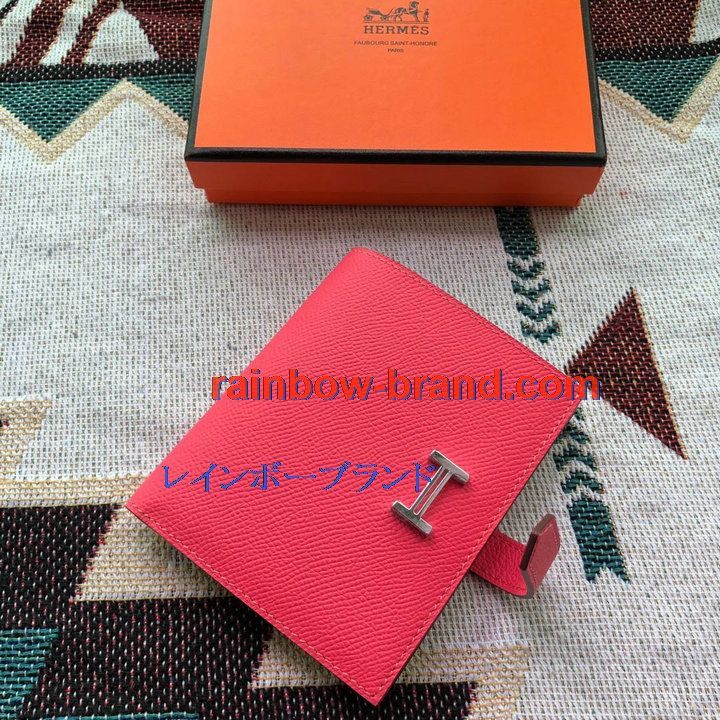 HERMÈS
FAUBOURG SAINT-HONORE
PARIS
rainbow-brand.com
レインボーブランド